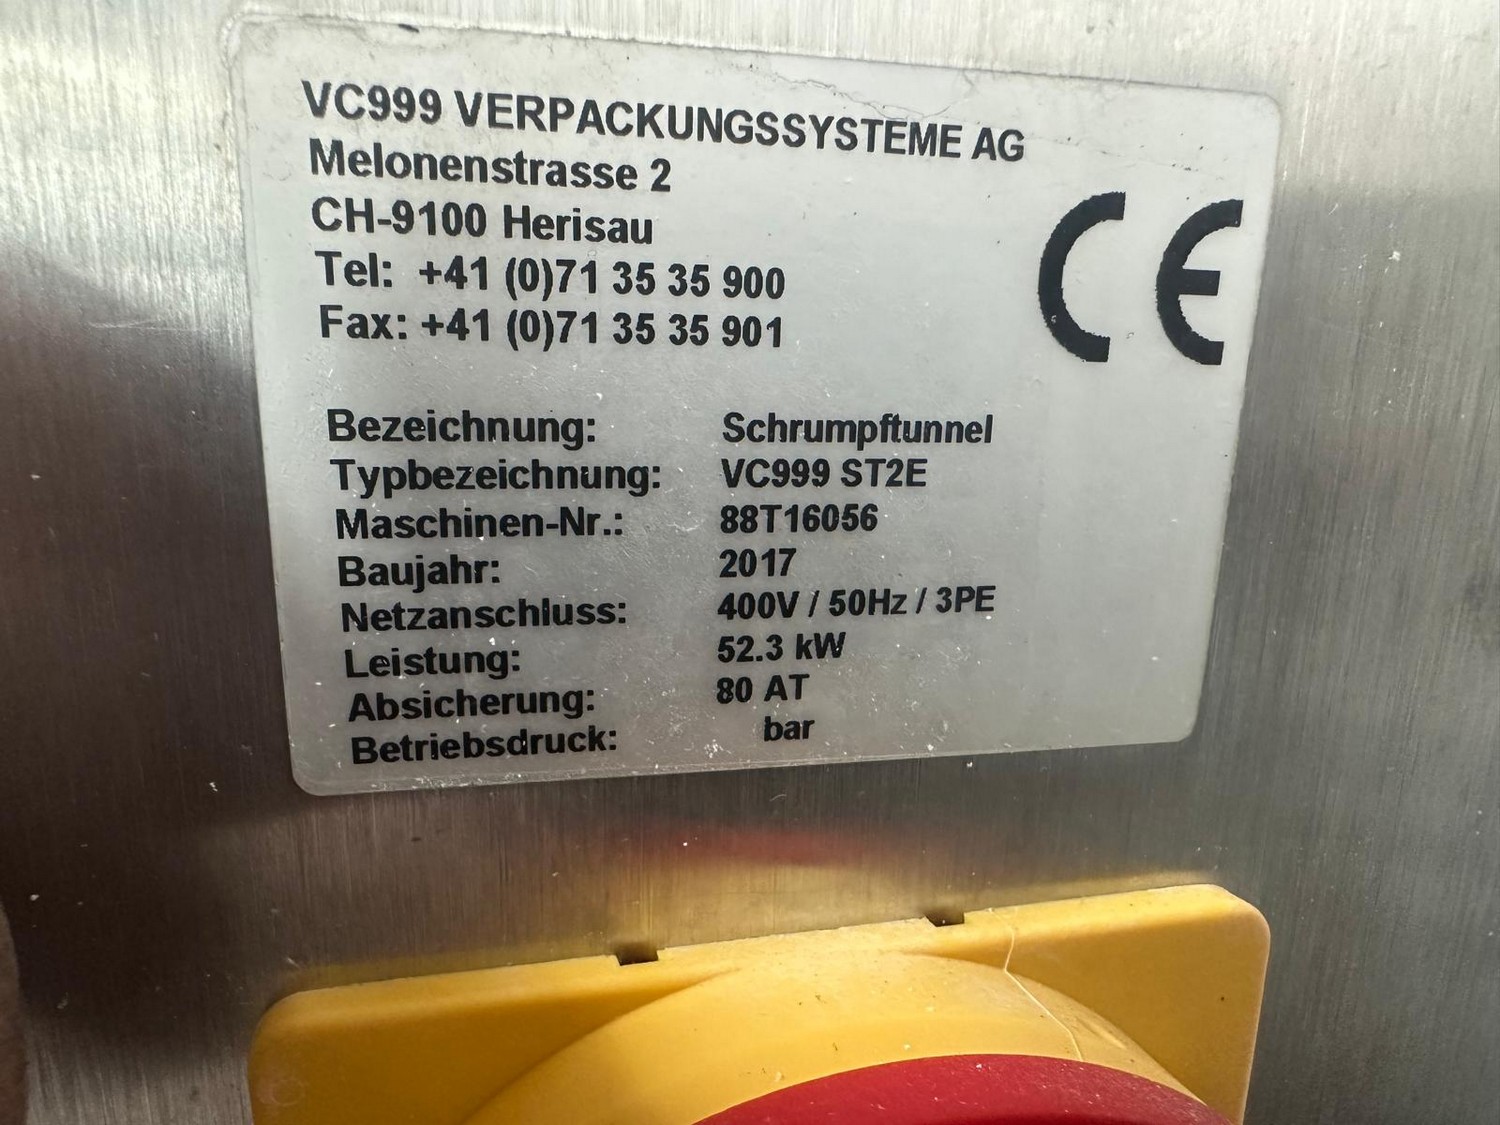 VC999 VERPACKUNGSSYSTEME AG
Melonenstrasse 2
CH-9100 Herisau
Tel: +41 (0)71 35 35 900
Fax: +41 (0)71 35 35 901
CE
Bezeichnung: Schrumpftunnel
Typbezeichnung: VC999 ST2E
Maschinen-Nr.: 88T16056
Baujahr: 2017
Netzanschluss: 400V / 50Hz / 3PE
Leistung: 52.3 kW
Absicherung: 80 AT
Betriebsdruck: bar